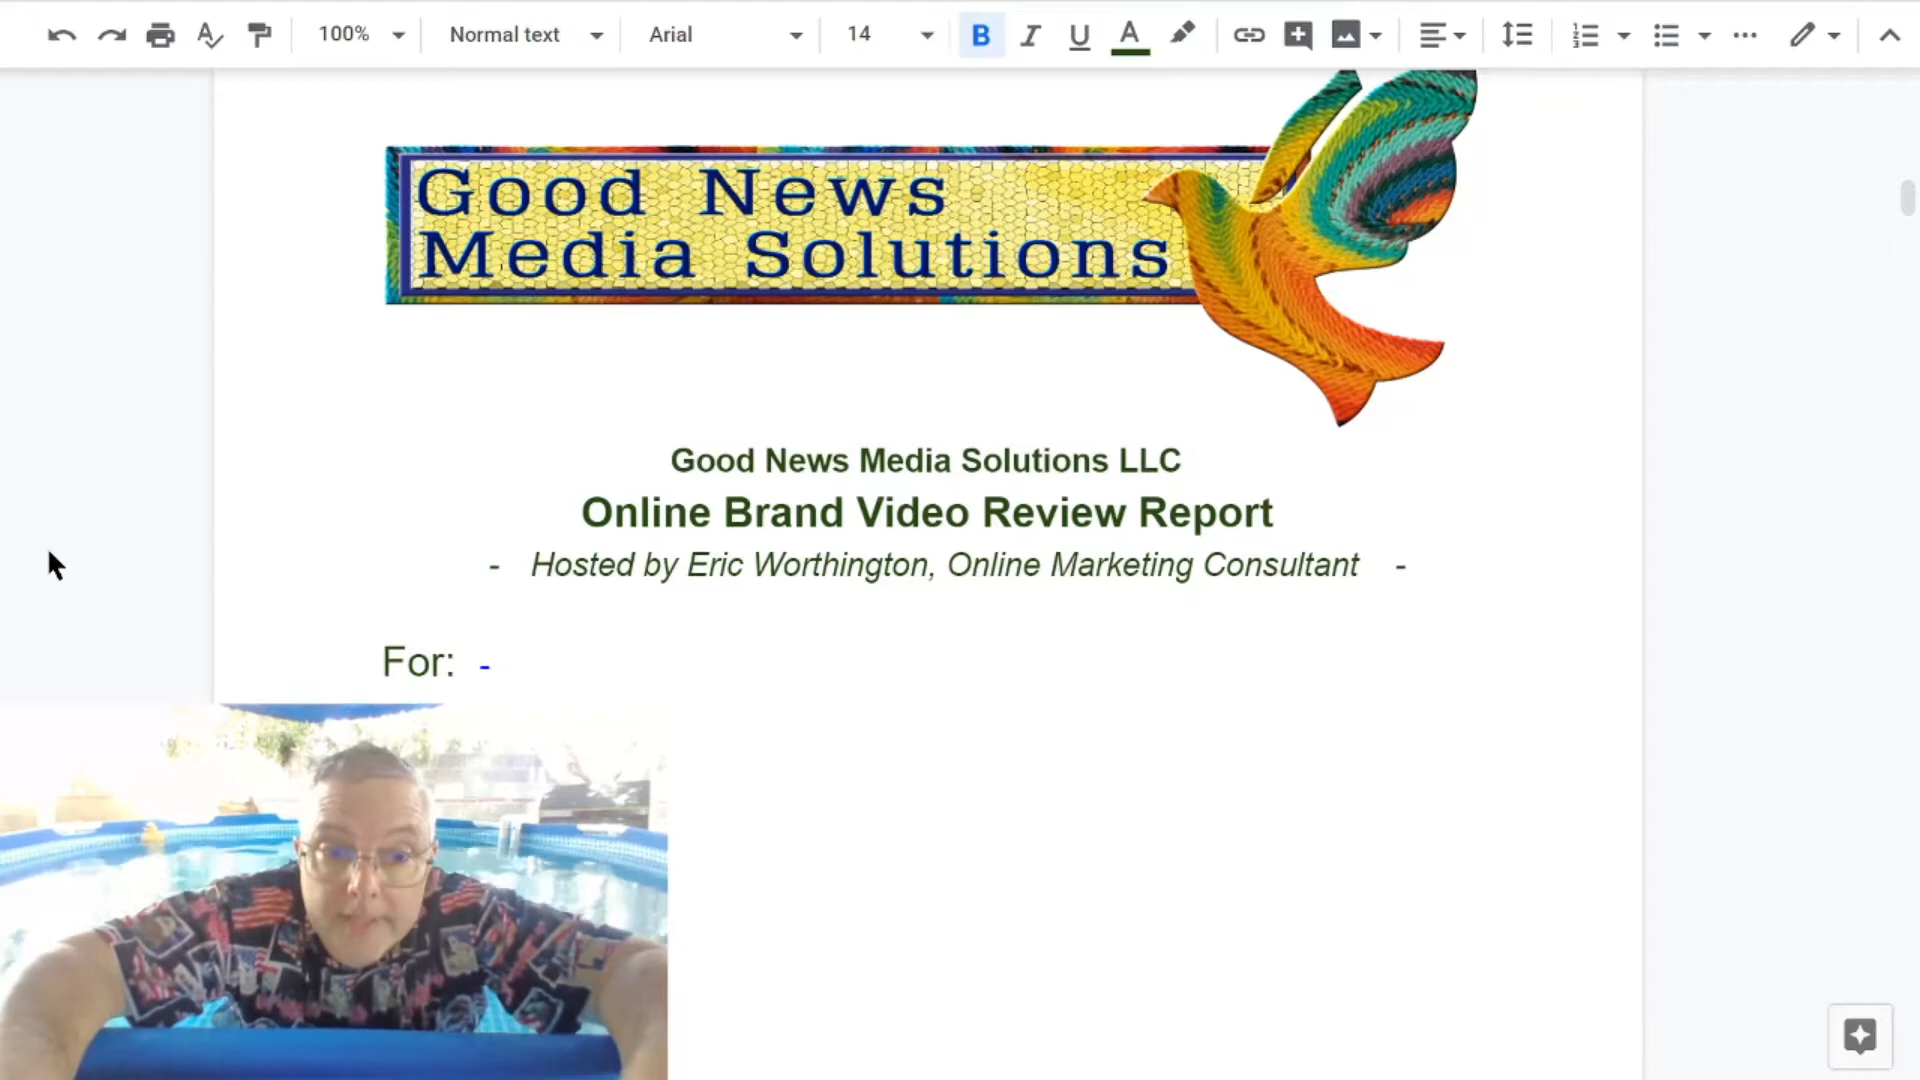 100%
Normal text
Arial
14
B I U A
Good News
Media Solutions
Good News Media Solutions LLC
Online Brand Video Review Report
- Hosted by Eric Worthington, Online Marketing Consultant -
For: -